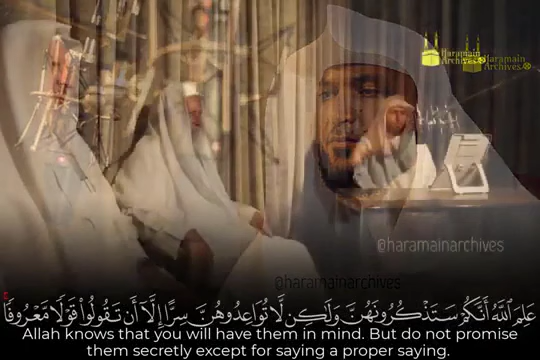 Haramain
Archives
Haramain
Archives
@haramainarchives
@haramainarchives
عَلِمَ ٱللَّهُ أَنَّكُمْ سَتَذْكُرُونَهُنَّ وَلَـٰكِن لَّا تُوَاعِدُوهُنَّ سِرًّا إِلَّآ أَن تَقُولُوا۟ قَوْلًا مَّعْرُوفًا
Allah knows that you will have them in mind. But do not promise
them secretly except for saying a proper saying.